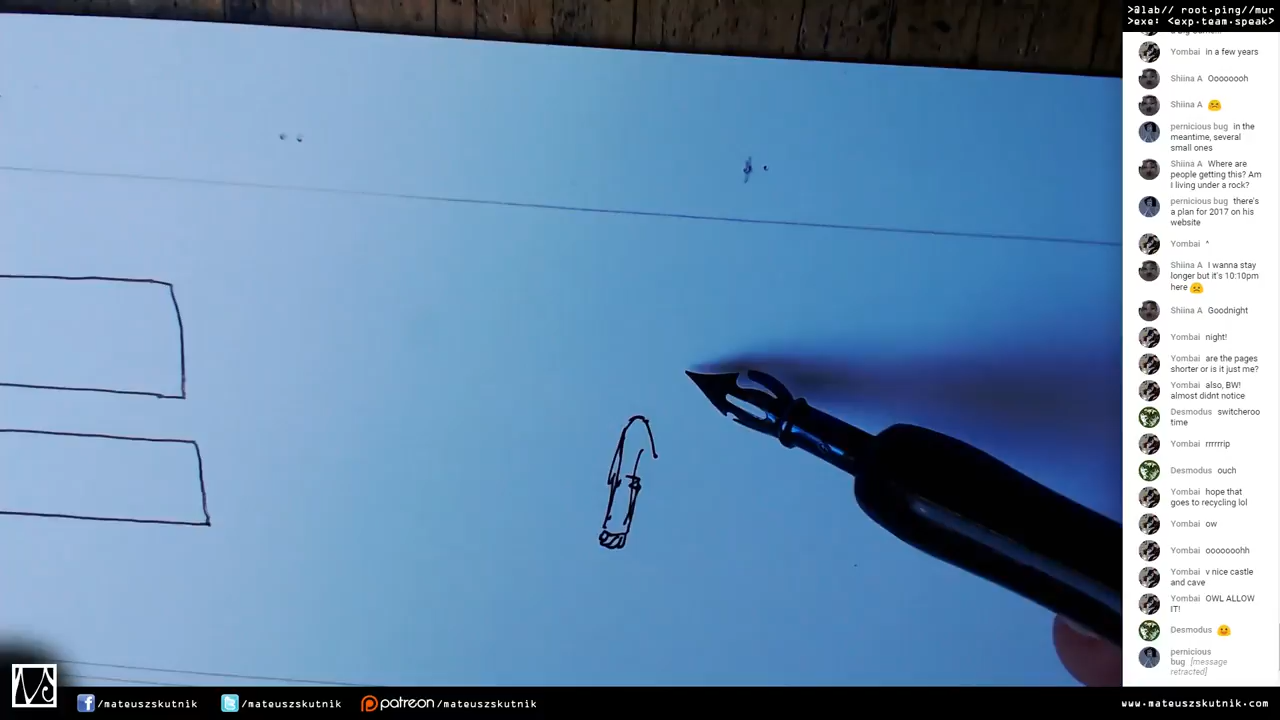 >@lab// root.ping//mur
>exe: <exp.team.speak>
Yombai in a few years
Shiina A Oooooooh
Shiina A
pernicious bug in the
meantime, several
small ones
Shiina A Where are
people getting this? Am
I living under a rock?
pernicious bug there's
a plan for 2017 on his
website
Yombai *
Shiina A I wanna stay
longer but it's 10:10pm
here
Shiina A Goodnight
Yombai night!
Yombai are the pages
shorter or is it just me?
Yombai also, BW!
almost didnt notice
Desmodus switcheroo
time
Yombai rrrrrrip
Desmodus ouch
Yombai hope that
goes to recycling lol
Yombai ow
Yombai ooooooohh
Yombai v nice castle
and cave
Yombai OWL ALLOW
IT!
Desmodus
pernicious
bug [message
retracted]
/mateuszskutnik
/mateuszskutnik
patreon/mateuszskutnik
www.mateuszskutnik.com